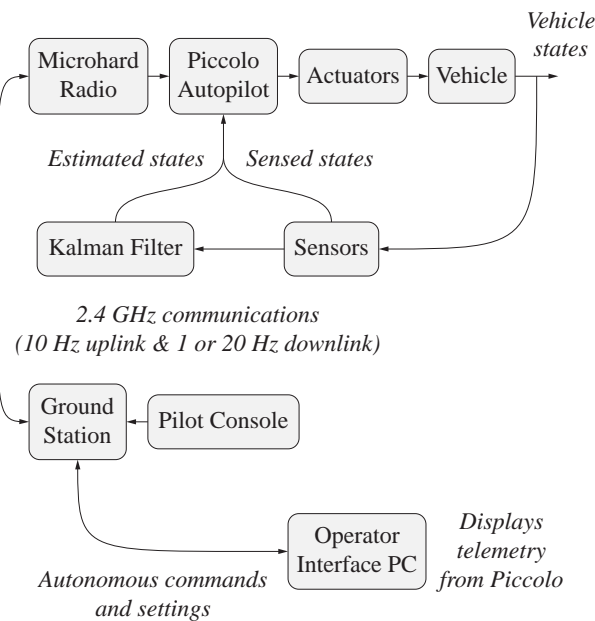 Vehicle
states
Microhard
Radio
Piccolo
Autopilot
Actuators
Vehicle
Estimated states
Sensed states
Kalman Filter
Sensors
2.4 GHz communications
(10 Hz uplink & 1 or 20 Hz downlink)
Ground
Station
Pilot Console
Operator
Interface PC
Displays
telemetry
from Piccolo
Autonomous commands
and settings